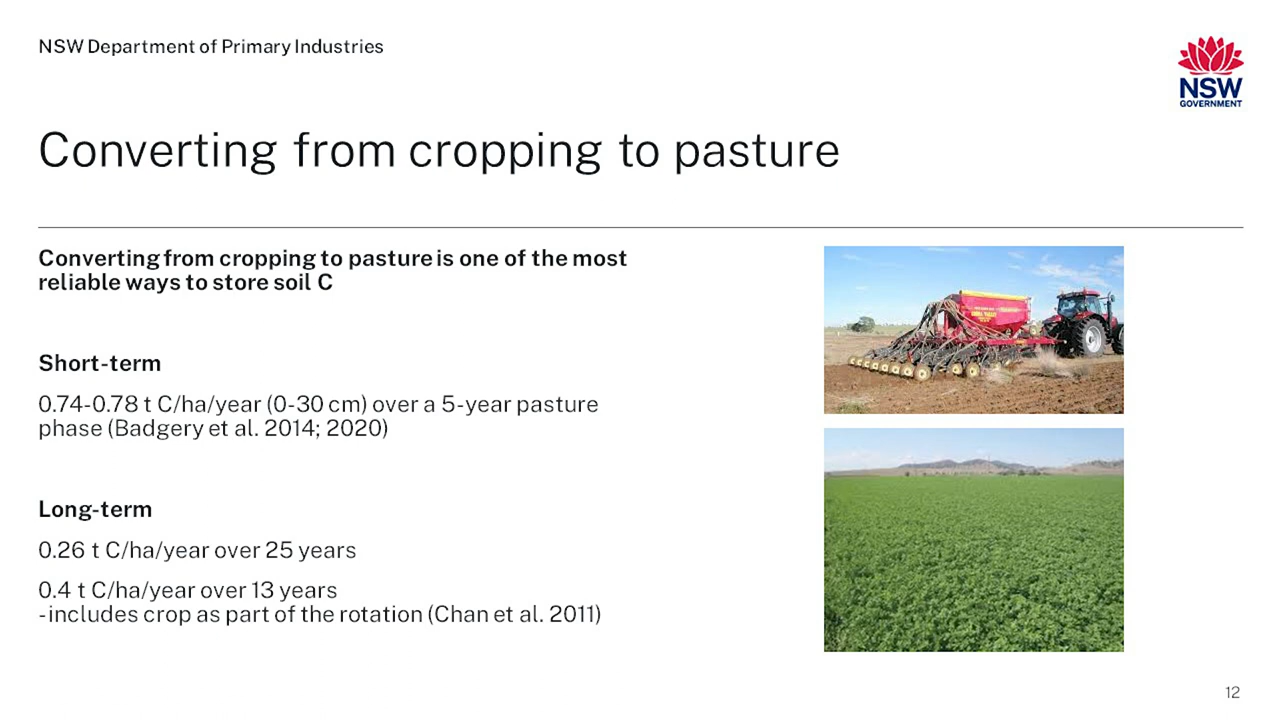 NSW Department of Primary Industries
NSW
GOVERNMENT
Converting from cropping to pasture
Converting from cropping to pasture is one of the most
reliable ways to store soil C
Short-term
0.74-0.78 t C/ha/year (0-30 cm) over a 5-year pasture
phase (Badgery et al. 2014; 2020)
Long-term
0.26 t C/ha/year over 25 years
0.4 t C/ha/year over 13 years
-includes crop as part of the rotation (Chan et al. 2011)
12